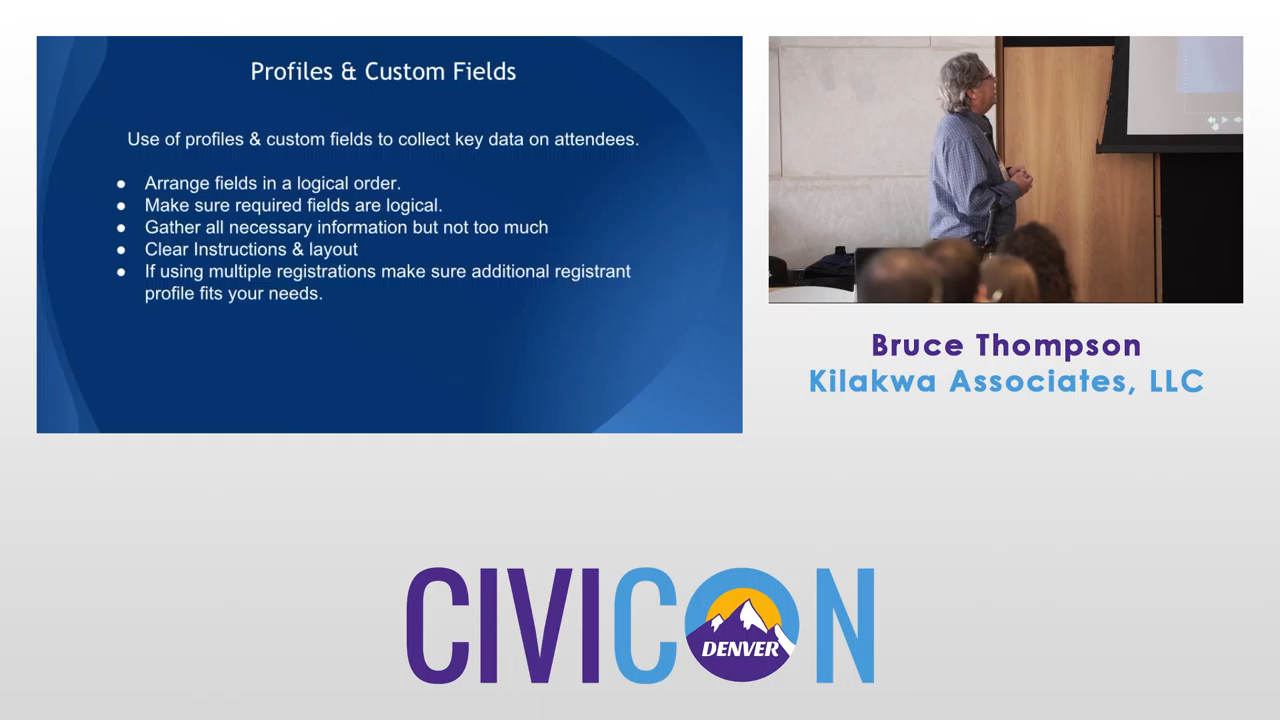 Profiles & Custom Fields
Use of profiles & custom fields to collect key data on attendees.
● Arrange fields in a logical order.
● Make sure required fields are logical.
● Gather all necessary information but not too much
● Clear Instructions & layout
● If using multiple registrations make sure additional registrant
profile fits your needs.
Bruce Thompson
Kilakwa Associates, LLC
CIVICON
DENVER